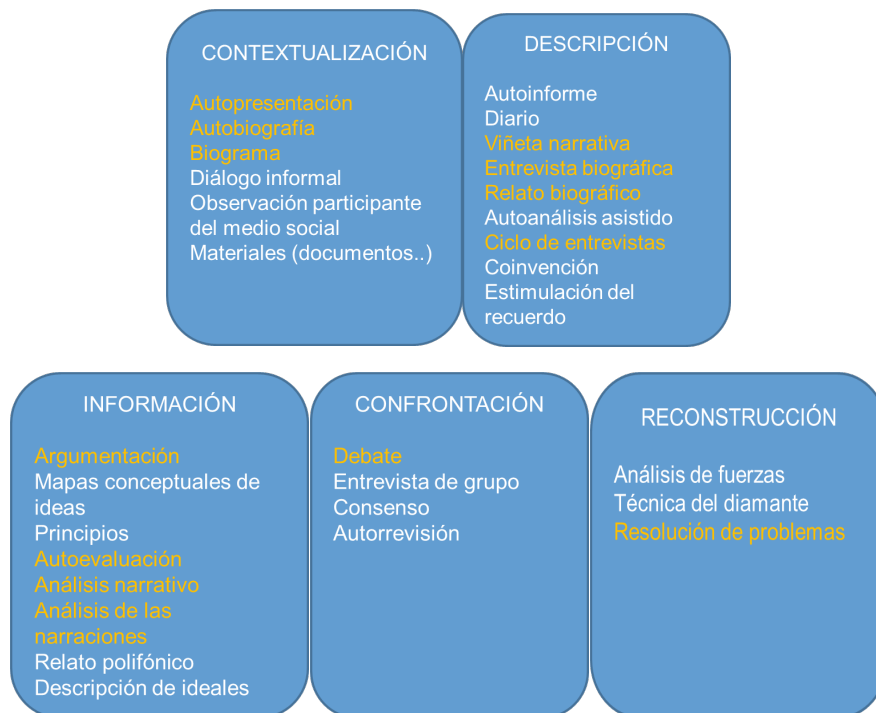 CONTEXTUALIZACIÓN
Autopresentación
Autobiografía
Biograma
Diálogo informal
Observación participante
del medio social
Materiales (documentos..)
DESCRIPCIÓN
Autoinforme
Diario
Viñeta narrativa
Entrevista biográfica
Relato biográfico
Autoanálisis asistido
Ciclo de entrevistas
Coinvención
Estimulación del
recuerdo
INFORMACIÓN
Argumentación
Mapas conceptuales de
ideas
Principios
Autoevaluación
Análisis narrativo
Análisis de las
narraciones
Relato polifónico
Descripción de ideales
CONFRONTACIÓN
Debate
Entrevista de grupo
Consenso
Autorrevisión
RECONSTRUCCIÓN
Análisis de fuerzas
Técnica del diamante
Resolución de problemas